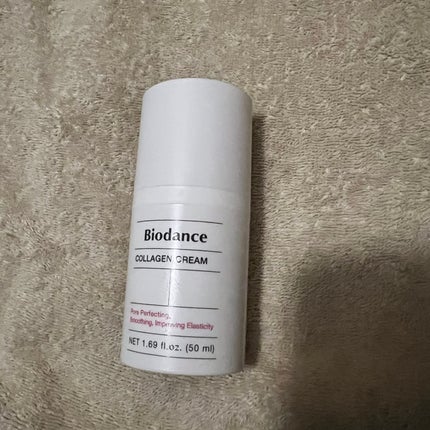 Biodance
COLLAGEN CREAM
Pore Perfecting,
Smoothing, Improving Elasticity
NET 1.69 fl.oz. (50 ml)